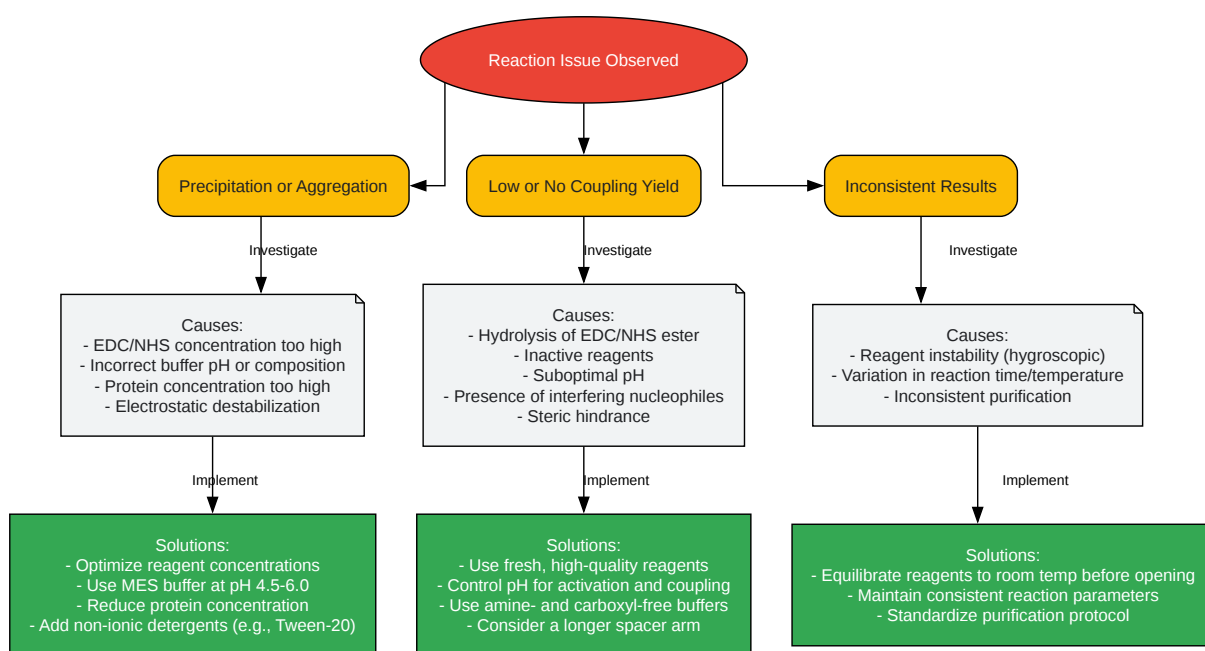 Reaction Issue Observed
Precipitation or Aggregation
Low or No Coupling Yield
Inconsistent Results
Investigate
Investigate
Investigate
Causes:
- EDC/NHS concentration too high
- Incorrect buffer pH or composition
- Protein concentration too high
- Electrostatic destabilization
Causes:
- Hydrolysis of EDC/NHS ester
- Inactive reagents
- Suboptimal pH
- Presence of interfering nucleophiles
- Steric hindrance
Causes:
- Reagent instability (hygroscopic)
- Variation in reaction time/temperature
- Inconsistent purification
Implement
Implement
Implement
Solutions:
- Optimize reagent concentrations
- Use MES buffer at pH 4.5-6.0
- Reduce protein concentration
- Add non-ionic detergents (e.g., Tween-20)
Solutions:
- Use fresh, high-quality reagents
- Control pH for activation and coupling
- Use amine- and carboxyl-free buffers
- Consider a longer spacer arm
Solutions:
- Equilibrate reagents to room temp before opening
- Maintain consistent reaction parameters
- Standardize purification protocol